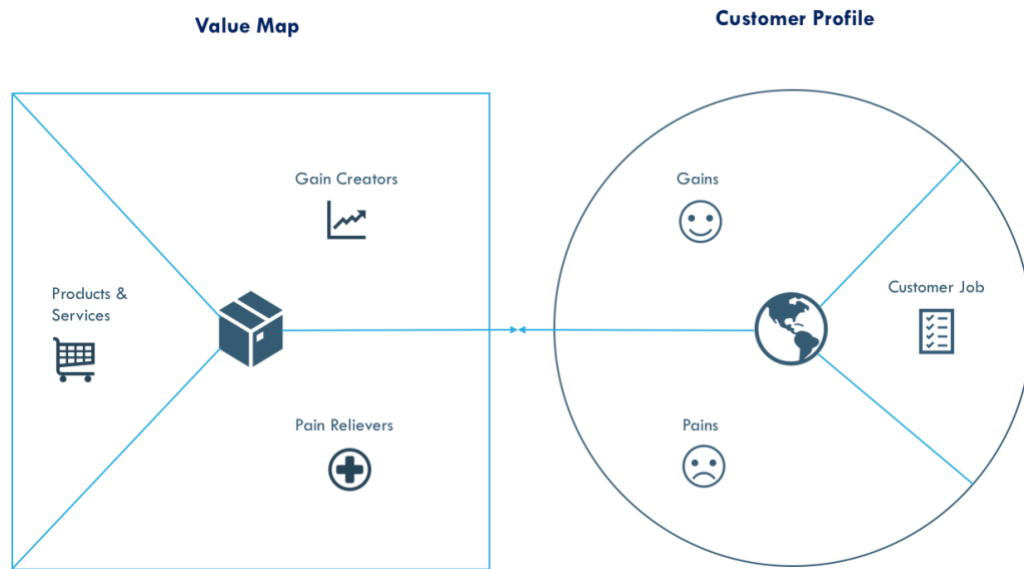 Value Map
Customer Profile
Gain Creators
Products &
Services
Pain Relievers
Gains
Customer Job
Pains